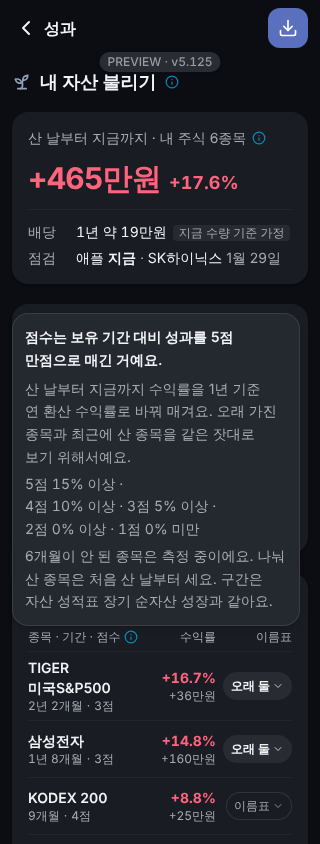 성과
PREVIEW · v5.125
내 자산 불리기
산 날부터 지금까지 · 내 주식 6종목
+465만원 +17.6%
배당 1년 약 19만원 지금 수량 기준 가정
점검 애플 지금 · SK하이닉스 1월 29일
점수는 보유 기간 대비 성과를 5점
만점으로 매긴 거예요.
산 날부터 지금까지 수익률을 1년 기준
연 환산 수익률로 바꿔 매겨요. 오래 가진
종목과 최근에 산 종목을 같은 잣대로
보기 위해서예요.
5점 15% 이상 ·
4점 10% 이상 · 3점 5% 이상 ·
2점 0% 이상 · 1점 0% 미만
6개월이 안 된 종목은 측정 중이에요. 나눠
산 종목은 처음 산 날부터 세요. 구간은
자산 성적표 장기 순자산 성장과 같아요.
종목 · 기간 · 점수 수익률 이름표
TIGER
미국S&P500
2년 2개월 · 3점
+16.7%
+36만원
오래 둘
삼성전자
1년 8개월 · 3점
+14.8%
+160만원
오래 둘
KODEX 200
9개월 · 4점
+8.8%
+25만원
이름표